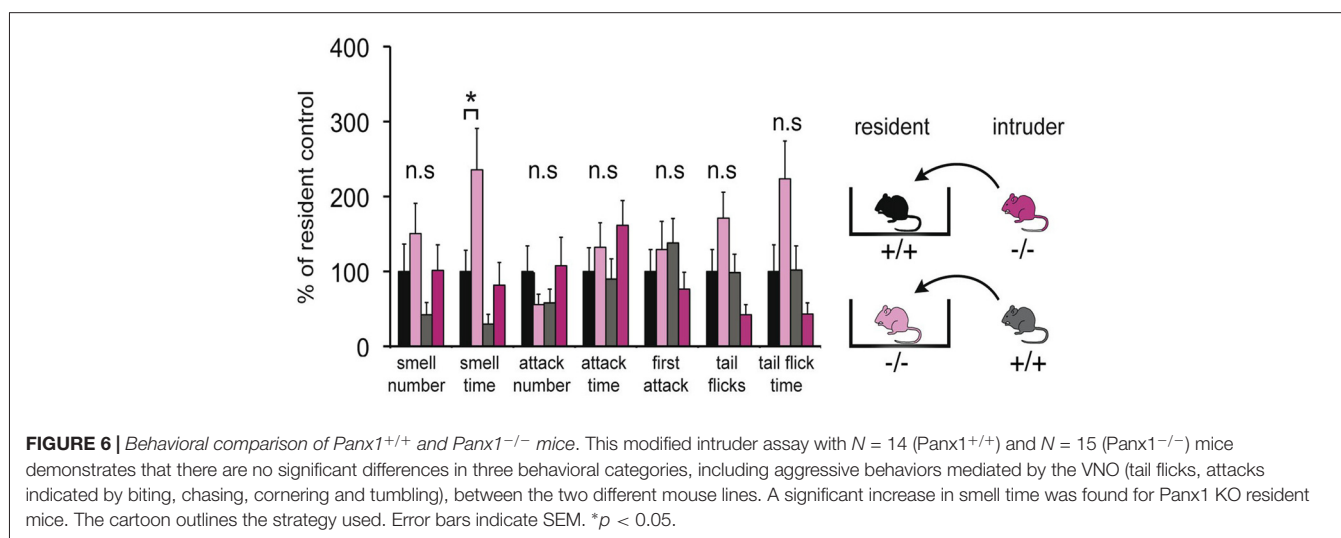 400
300
200
100
0
% of resident control
n.s
*
n.s
n.s
n.s
n.s
n.s
smell number
smell time
attack number
attack time
first attack
tail flicks
tail flick time
resident
intruder
+/+
-/-
-/-
+/+
FIGURE 6 | Behavioral comparison of Panx1+/+ and Panx1−/− mice. This modified intruder assay with N = 14 (Panx1+/+) and N = 15 (Panx1−/−) mice
demonstrates that there are no significant differences in three behavioral categories, including aggressive behaviors mediated by the VNO (tail flicks, attacks
indicated by biting, chasing, cornering and tumbling), between the two different mouse lines. A significant increase in smell time was found for Panx1 KO resident
mice. The cartoon outlines the strategy used. Error bars indicate SEM. *p < 0.05.